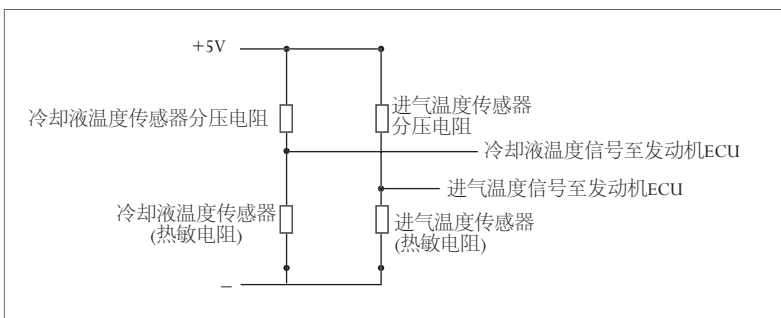 +5V
冷却液温度传感器分压电阻
进气温度传感器
分压电阻
冷却液温度信号至发动机ECU
进气温度信号至发动机ECU
冷却液温度传感器
(热敏电阻)
进气温度传感器
(热敏电阻)
−